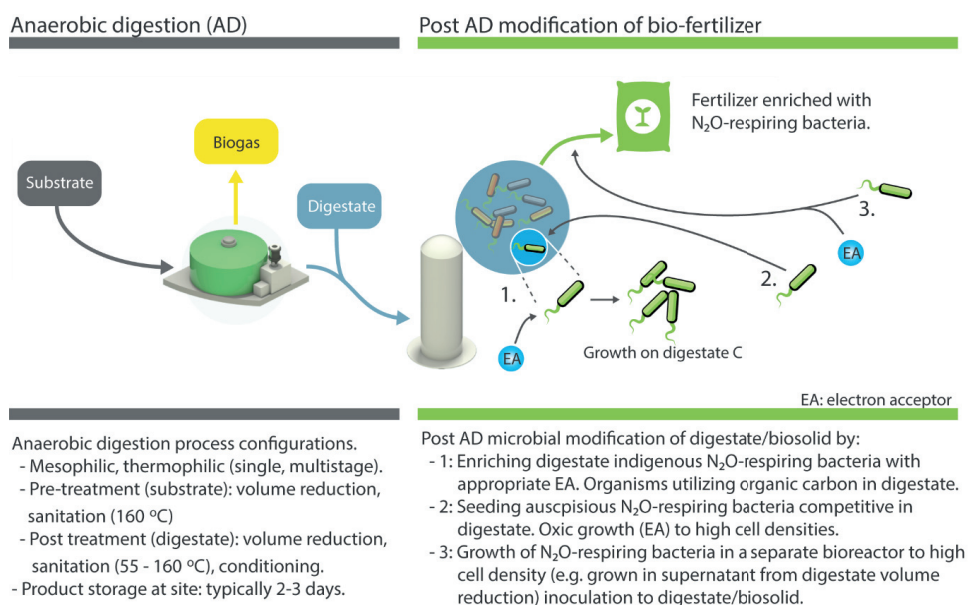 Anaerobic digestion (AD)
Post AD modification of bio-fertilizer
Fertilizer enriched with
N₂O-respiring bacteria.
Biogas
Substrate
Digestate
3.
EA
2.
1.
EA
Growth on digestate C
EA: electron acceptor
Anaerobic digestion process configurations.
- Mesophilic, thermophilic (single, multistage).
- Pre-treatment (substrate): volume reduction,
sanitation (160 ºC)
- Post treatment (digestate): volume reduction,
sanitation (55 - 160 ºC), conditioning.
- Product storage at site: typically 2-3 days.
Post AD microbial modification of digestate/biosolid by:
- 1: Enriching digestate indigenous N₂O-respiring bacteria with
appropriate EA. Organisms utilizing organic carbon in digestate.
- 2: Seeding auscpisious N₂O-respiring bacteria competitive in
digestate. Oxic growth (EA) to high cell densities.
- 3: Growth of N₂O-respiring bacteria in a separate bioreactor to high
cell density (e.g. grown in supernatant from digestate volume
reduction) inoculation to digestate/biosolid.